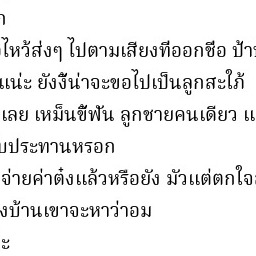 ไหว้ส่งๆ ไปตามเสียงที่ออกชื่อ ป้า
แน่ะ ยังงี้น่าจะขอไปเป็นลูกสะใภ้
เลย เหม็นขี้ฟัน ลูกชายคนเดียว
บประทานหรอก
จ่ายค่าต๋งแล้วหรือยัง มัวแต่ตกใจ
งบ้านเขาจะหาว่าอม
ะ